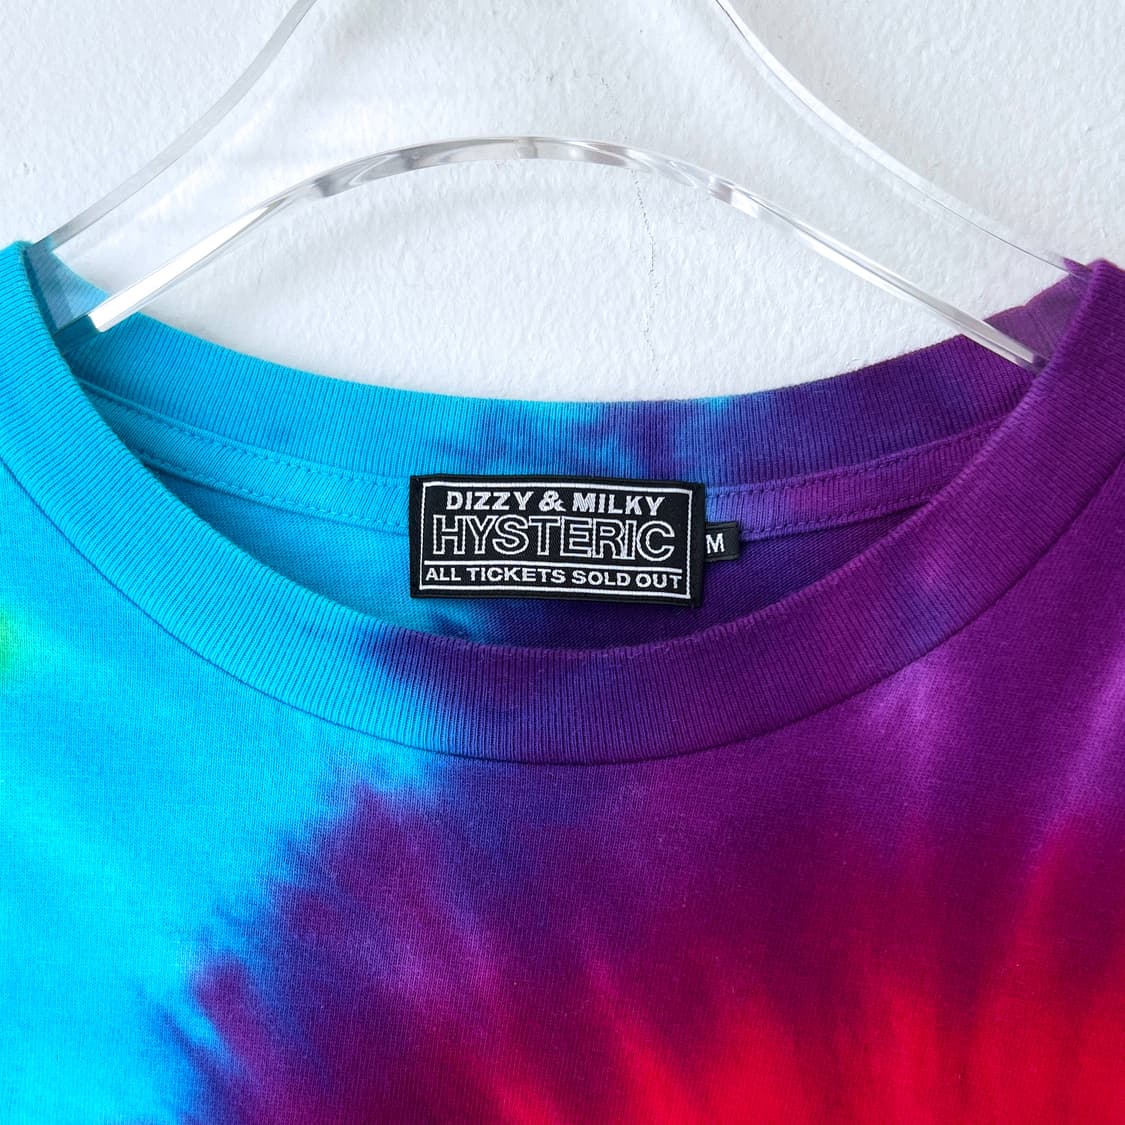 DIZZY & MILKY
HYSTERIC
ALL TICKETS SOLD OUT
M